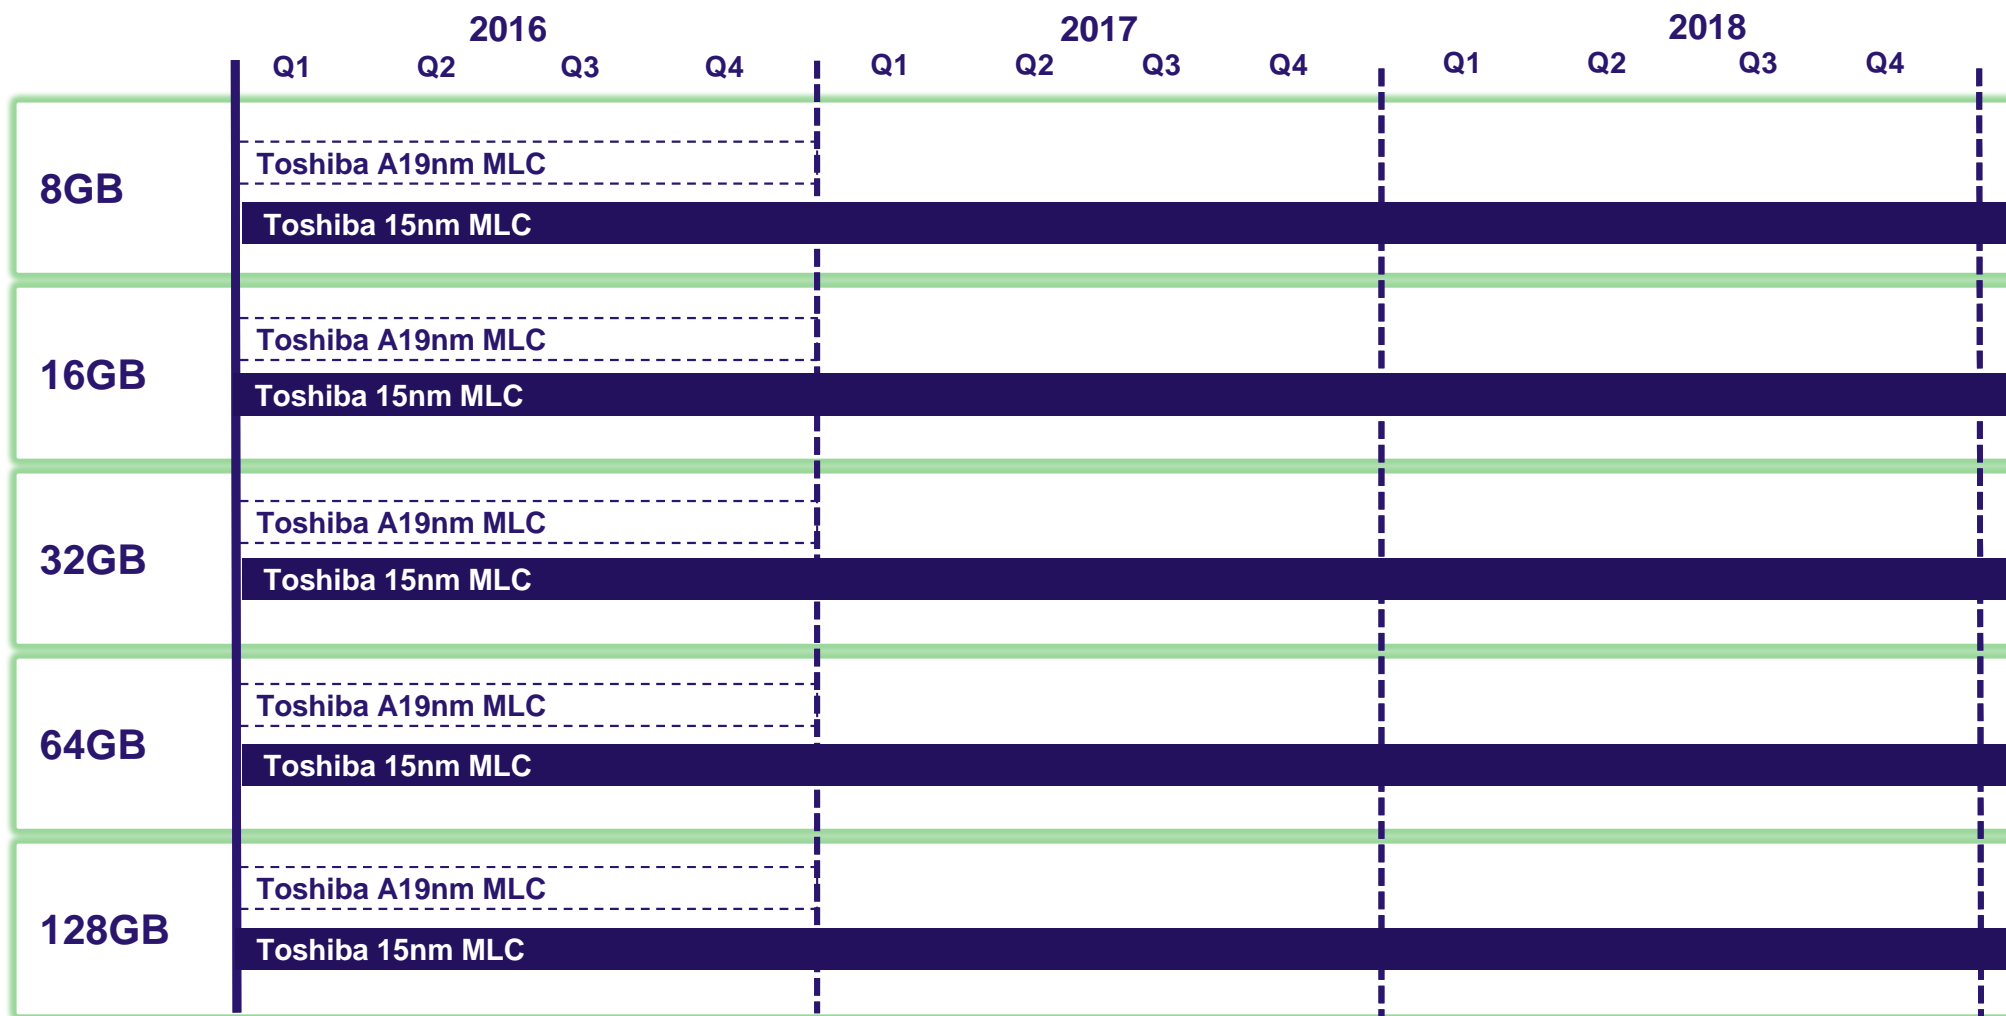 2016 2017 2018
Q1 Q2 Q3 Q4 Q1 Q2 Q3 Q4 Q1 Q2 Q3 Q4
8GB
Toshiba A19nm MLC
Toshiba 15nm MLC
16GB
Toshiba A19nm MLC
Toshiba 15nm MLC
32GB
Toshiba A19nm MLC
Toshiba 15nm MLC
64GB
Toshiba A19nm MLC
Toshiba 15nm MLC
128GB
Toshiba A19nm MLC
Toshiba 15nm MLC